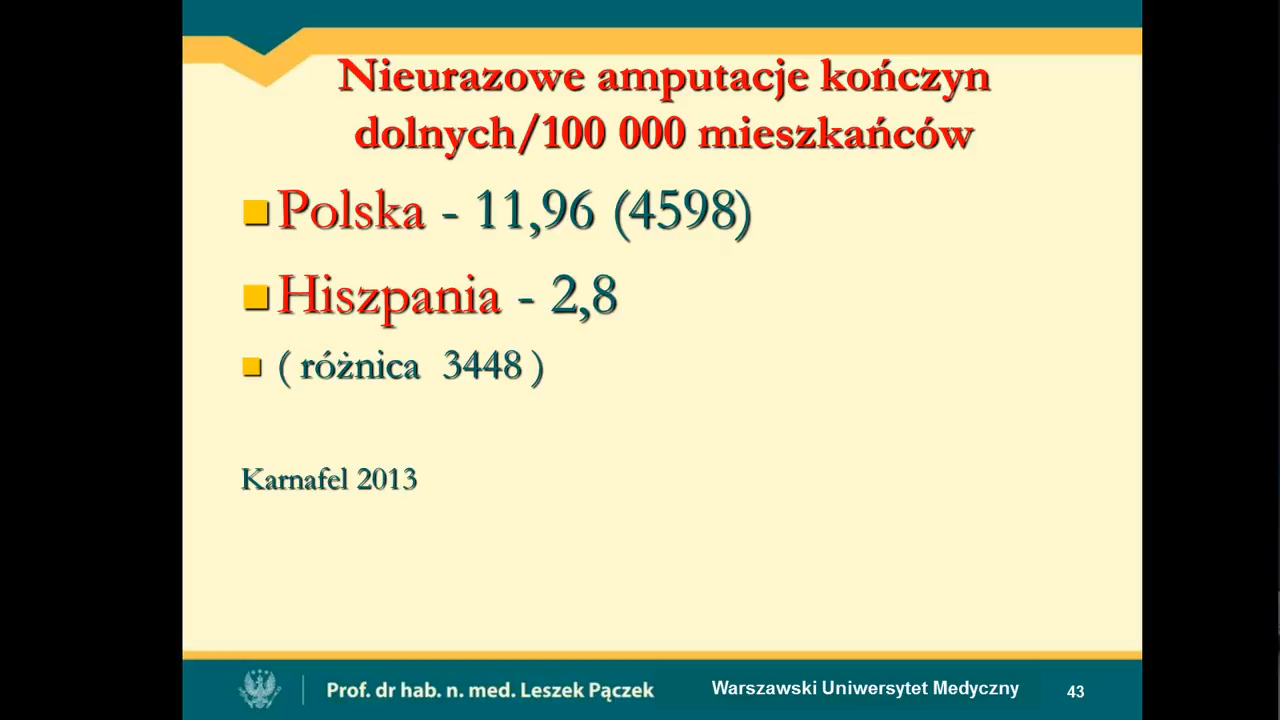 Nieurazowe amputacje kończyn
dolnych/100 000 mieszkańców
Polska - 11,96 (4598)
Hiszpania - 2,8
( różnica 3448 )
Karnafel 2013
Prof. dr hab. n. med. Leszek Pączek
Warszawski Uniwersytet Medyczny
43